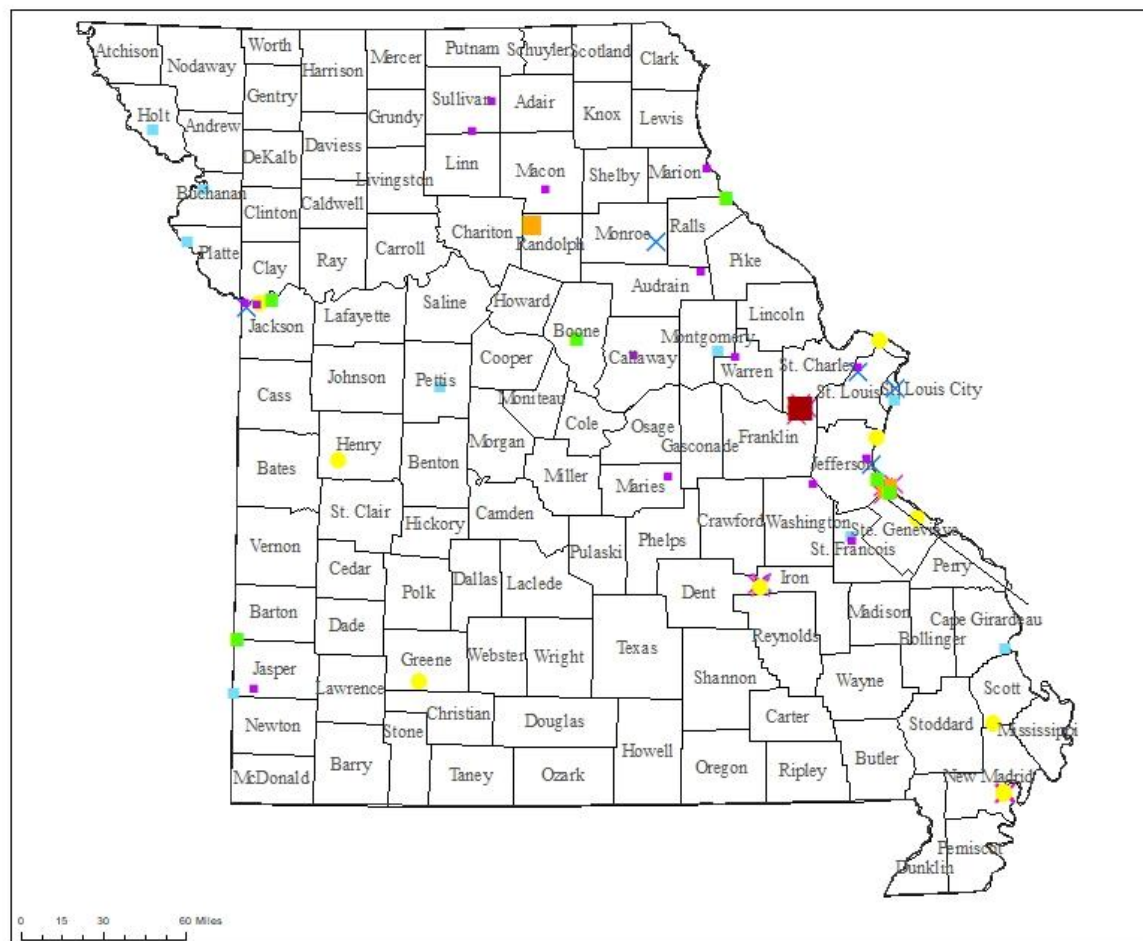 Worth
Putnam
Schuyler
Scotland
Atchison
Nodaway
Mercer
Harrison
Clark
Gentry
Sullivan
Adair
Holt
Grundy
Knox
Lewis
Andrew
Daviess
DeKalb
Linn
Macon
Shelby
Marion
Livingston
Buchanan
Caldwell
Clinton
Chariton
Randolph
Monroe
Ralls
Platte
Carroll
Ray
Clay
Pike
Audrain
Howard
Saline
Lincoln
Lafayette
Jackson
Boone
Montgomery
Callaway
Cooper
Warren
St. Charles
Johnson
Pettis
St. Louis
St. Louis City
Cass
Moniteau
Cole
Osage
Franklin
Henry
Morgan
Gasconade
Benton
Jefferson
Bates
Miller
Maries
St. Clair
Camden
Crawford
Washington
Hickory
Ste. Genevieve
Phelps
St. Francois
Vernon
Pulaski
Cedar
Perry
Dallas
Laclede
Iron
Polk
Dent
Barton
Madison
Cape Girardeau
Dade
Reynolds
Bollinger
Texas
Greene
Webster
Wright
Jasper
Shannon
Wayne
Scott
Lawrence
Christian
Carter
Douglas
Newton
Stone
Stoddard
Mississippi
Howell
Butler
Barry
Oregon
Ripley
McDonald
Taney
Ozark
New Madrid
Pemiscot
Dunklin
0 15 30 60 Miles